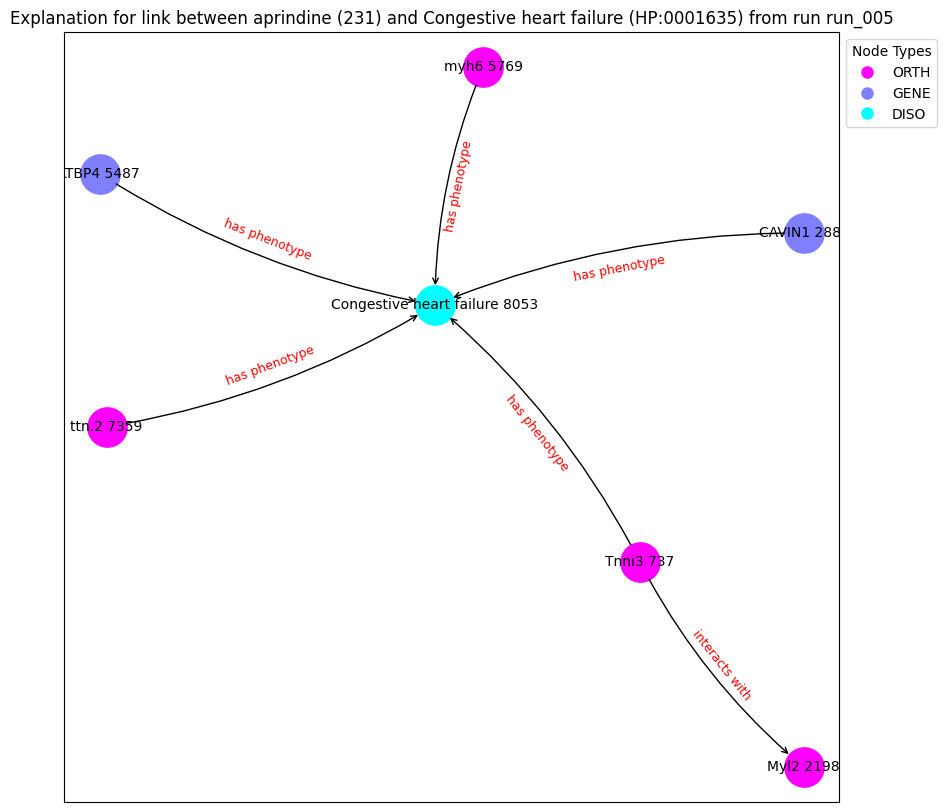 Explanation for link between aprindine (231) and Congestive heart failure (HP:0001635) from run run_005
Node Types
ORTH
GENE
DISO
myh6 5769
TBP4 5487
has phenotype
has phenotype
CAVIN1 288
has phenotype
Congestive heart failure 8053
has phenotype
ttn.2 7359
has phenotype
Tnni3 737
interacts with
Myl2 2198